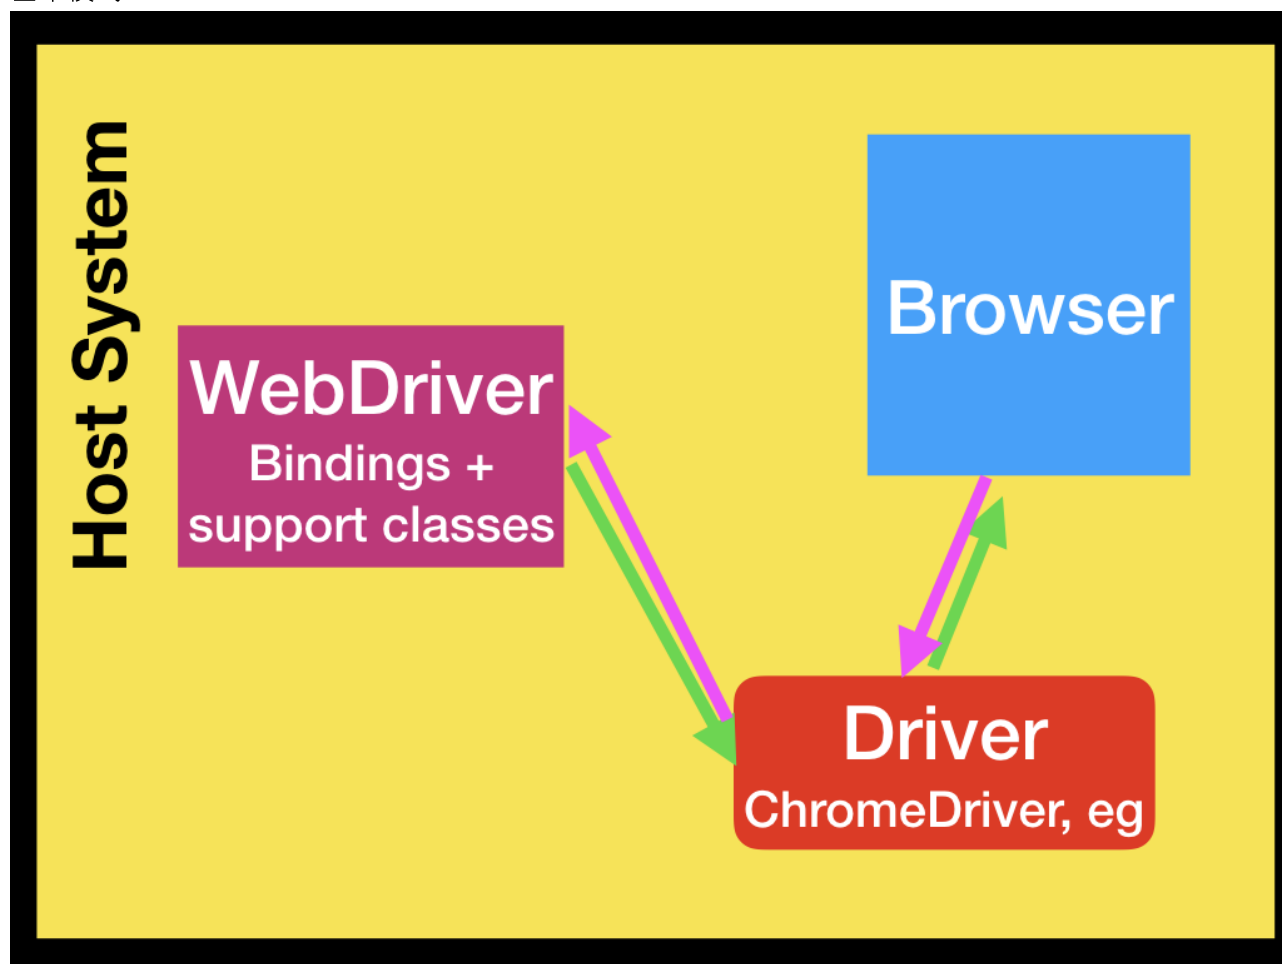 Host System
WebDriver
Bindings +
support classes
Browser
Driver
ChromeDriver, eg